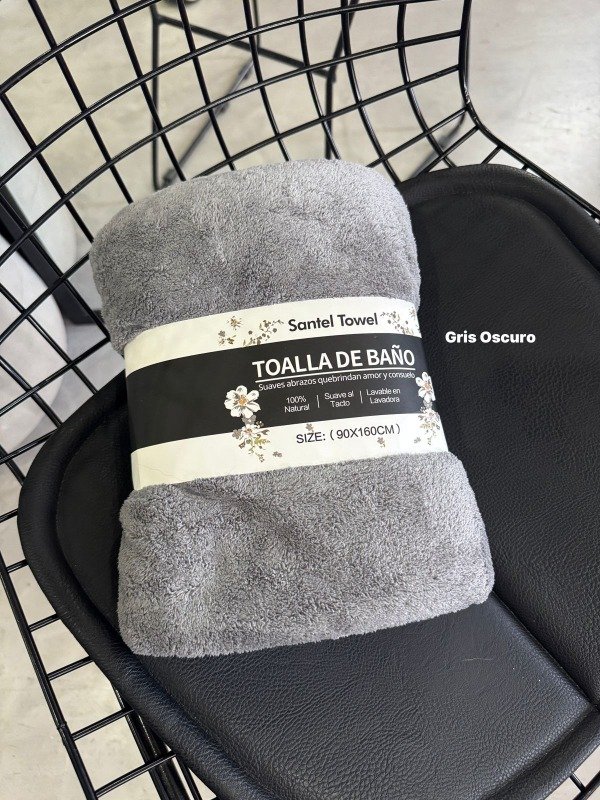 Santel Towel
TOALLA DE BAÑO
Suaves abrazos quebrindan amor y consuelo
100% Natural | Suave al Tacto | Lavable en Lavadora
SIZE: ( 90X160CM )
Gris Oscuro